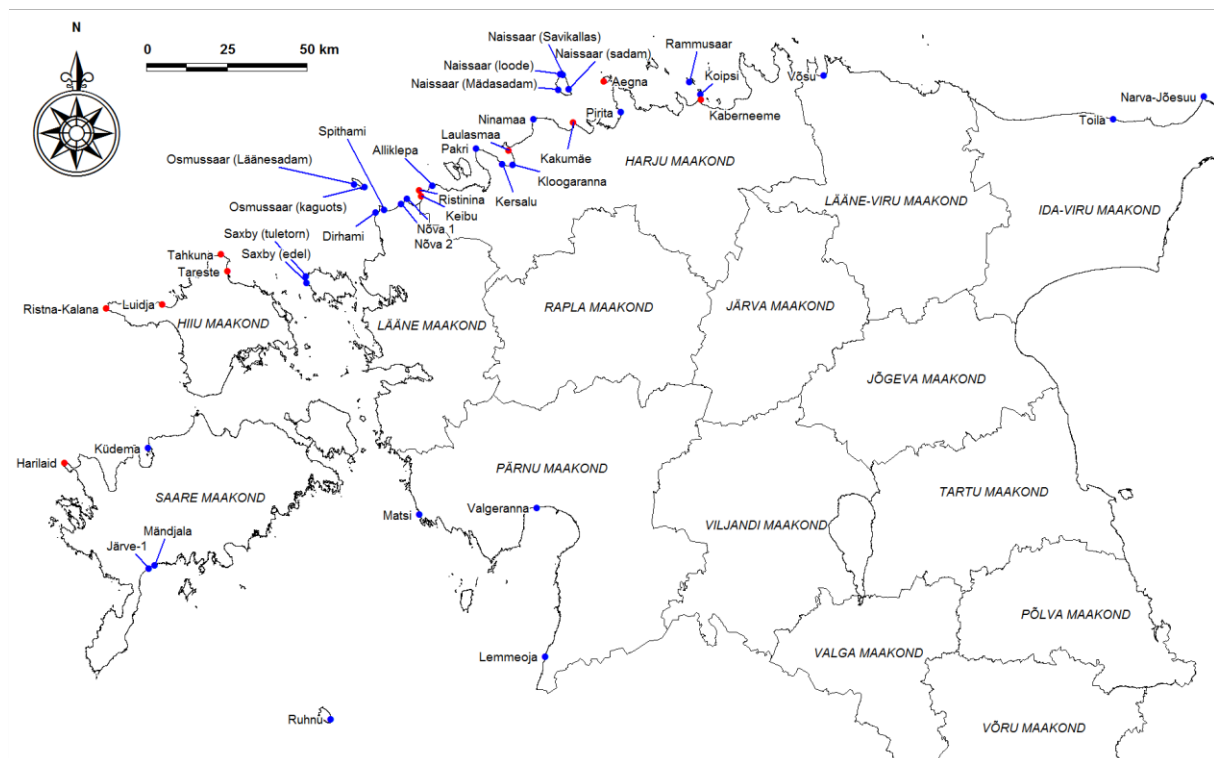 N
0 25 50 km
Naissaar (Savikallas)
Naissaar (sadam)
Rammusaar
Naissaar (loode)
Naissaar (Mädasadam)
Aegna
Koipsi
Võsu
Narva-Jõesuu
Kaberneeme
Pirita
Ninamaa
Toila
Spithami
Laulasmaa
Kakumäe
Pakri
Alliklepa
Osmussaar (Läänesadam)
HARJU MAAKOND
Kloogaranna
Kersalu
LÄÄNE-VIRU MAAKOND
IDA-VIRU MAAKOND
Ristinina
Osmussaar (kaguots)
Keibu
Nõva 1
Dirhami
Nõva 2
Saxby (tuletorn)
Saxby (edel)
Tahkuna
Tareste
Luidja
Ristna-Kalana
HIIU MAAKOND
LÄÄNE MAAKOND
RAPLA MAAKOND
JÄRVA MAAKOND
JÕGEVA MAAKOND
Küdema
Harilaid
PÄRNU MAAKOND
SAARE MAAKOND
TARTU MAAKOND
Valgeranna
Matsi
VILJANDI MAAKOND
Mändjala
Järve-1
PÕLVA MAAKOND
Lemmeoja
VALGA MAAKOND
Ruhnu
VÕRU MAAKOND